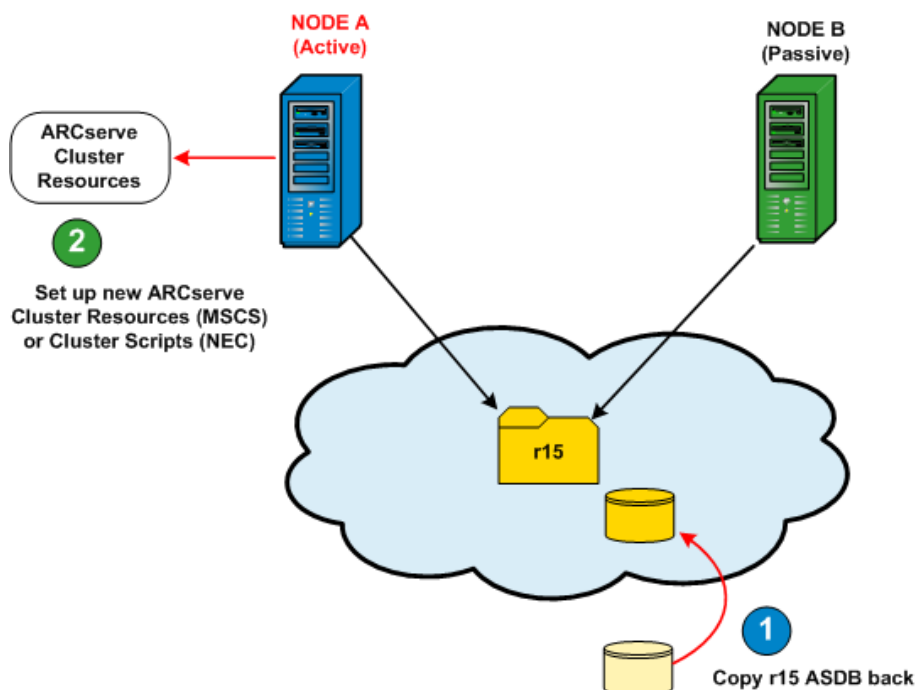 NODE A
(Active)
NODE B
(Passive)
ARCserve
Cluster
Resources
2
Set up new ARCserve
Cluster Resources (MSCS)
or Cluster Scripts (NEC)
r15
1
Copy r15 ASDB back